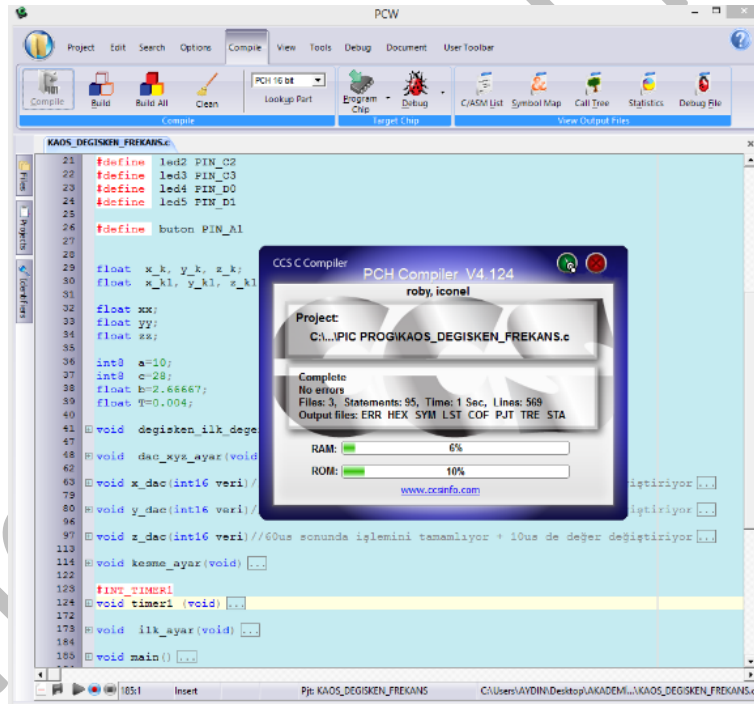 PCW
Project Edit Search Options Compile View Tools Debug Document User Toolbar
Compile Build Build All Clean PCH 16 bit Lookup Part Program Chip Debug C/ASM List Symbol Map Call Tree Statistics Debug File
Compile Target Chip View Output Files
KAOS_DEGISKEN_FREKANS.c
Files
Projects
Identifiers
21 #define led2 PIN_C2
22 #define led3 PIN_C3
23 #define led4 PIN_D0
24 #define led5 PIN_D1
25
26 #define buton PIN_A1
27
28
29 float x_k, y_k, z_k;
30 float x_k1, y_k1, z_k1
31
32 float xx;
33 float yy;
34 float zz;
35
36 int8 a=10;
37 int8 c=28;
38 float b=2.66667;
39 float T=0.004;
40
41 void degisken_ilk_dege
47
48 void dac_xyz_ayar(void
62
63 void x_dac(int16 veri)/ iştiriyor ...
79
80 void y_dac(int16 veri)/ iştiriyor ...
96
97 void z_dac(int16 veri)//60us sonunda işlemini tamamlıyor + 10us de değer değiştiriyor ...
113
114 void kesme_ayar(void) ...
122
123 #INT_TIMER1
124 void timer1 (void) ...
172
173 void ilk_ayar(void) ...
184
185 void main() ...
CCS C Compiler
PCH Compiler V4.124
roby, iconel
Project:
C:\...\PIC PROG\KAOS_DEGISKEN_FREKANS.c
Complete
No errors
Files: 3, Statements: 95, Time: 1 Sec, Lines: 569
Output files: ERR HEX SYM LST COF PJT TRE STA
RAM: 6%
ROM: 10%
www.ccsinfo.com
185:1 Insert Pjt: KAOS_DEGISKEN_FREKANS C:\Users\AYDIN\Desktop\AKADEMİ...\KAOS_DEGISKEN_FREKANS.c